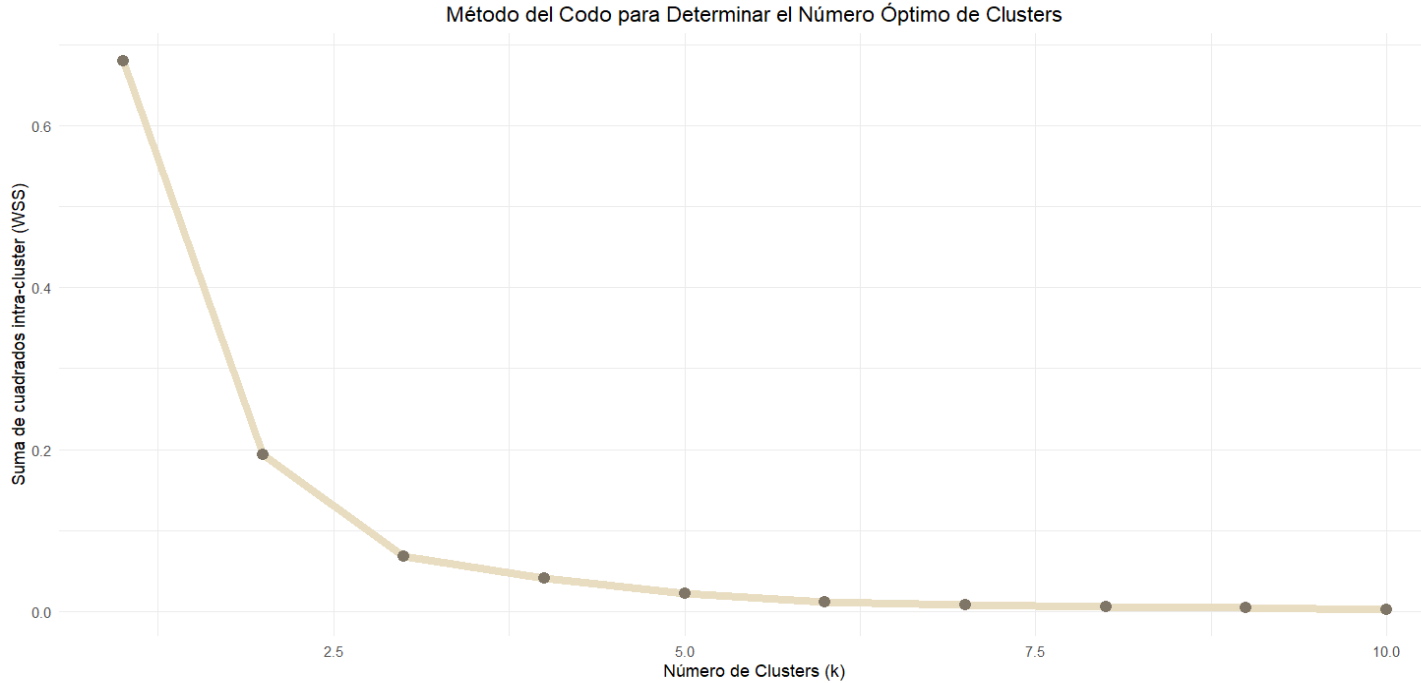 Método del Codo para Determinar el Número Óptimo de Clusters
Suma de cuadrados intra-cluster (WSS)
0.6
0.4
0.2
0.0
2.5
5.0
7.5
10.0
Número de Clusters (k)